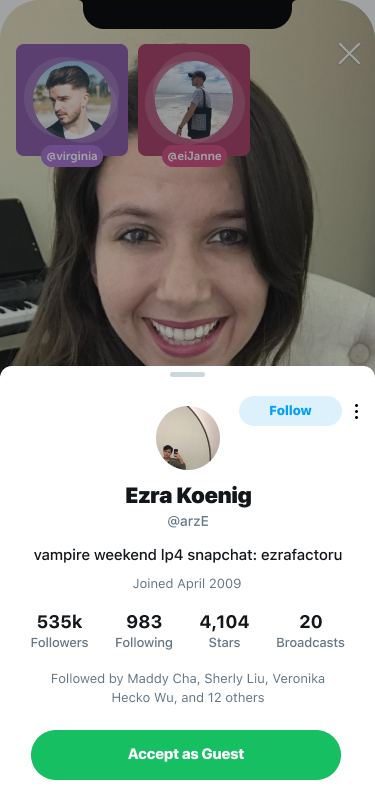 @virginia
@eiJanne
Follow
Ezra Koenig
@arzE
vampire weekend lp4 snapchat: ezrafactoru
Joined April 2009
535k 983 4,104 20
Followers Following Stars Broadcasts
Followed by Maddy Cha, Sherly Liu, Veronika
Hecko Wu, and 12 others
Accept as Guest